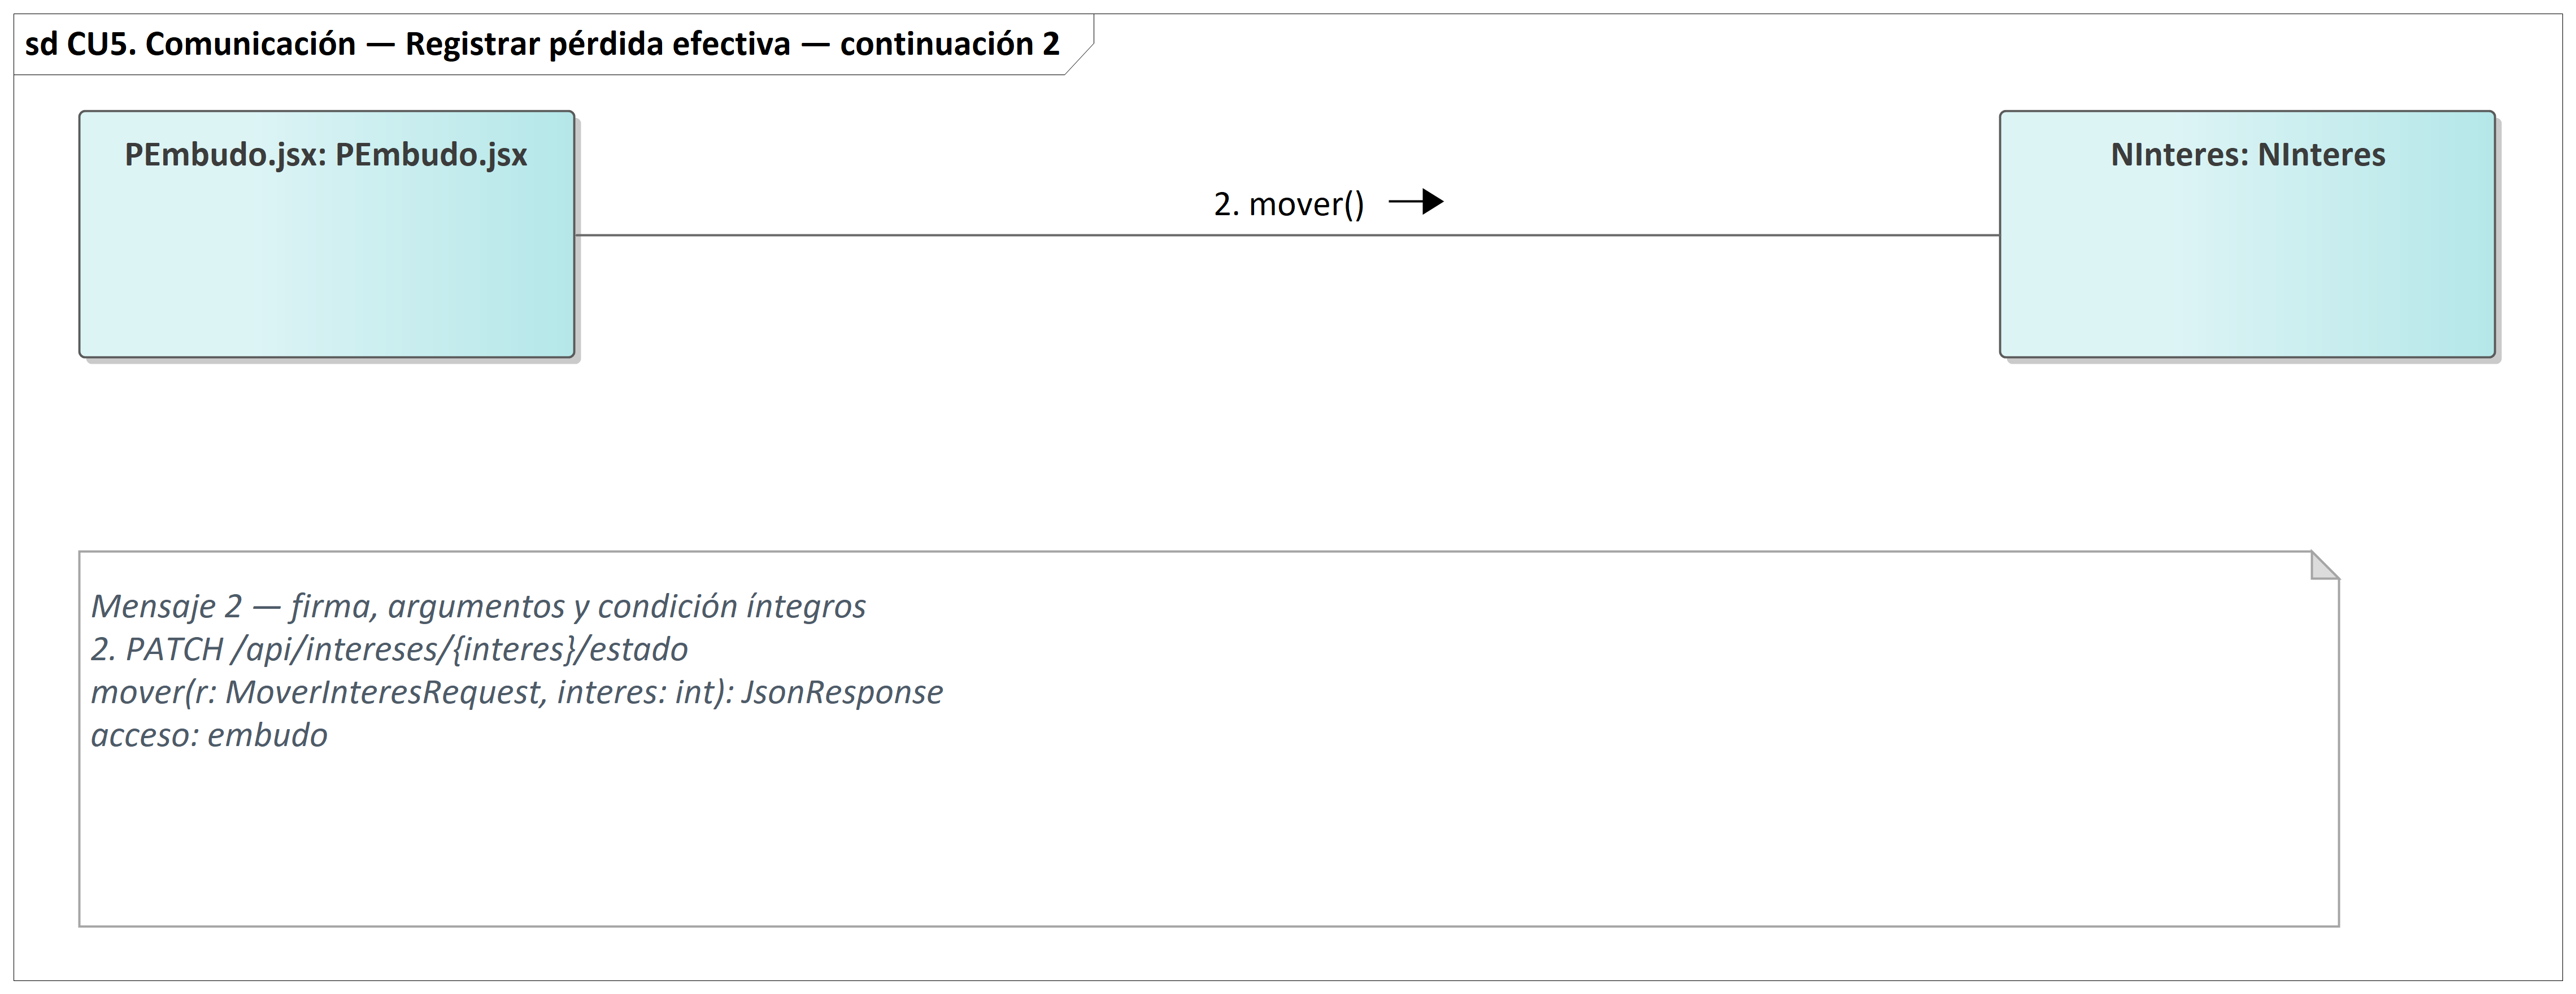 sd CU5. Comunicación — Registrar pérdida efectiva — continuación 2
PEmbudo.jsx: PEmbudo.jsx
NInteres: NInteres
2. mover()
Mensaje 2 — firma, argumentos y condición íntegros
2. PATCH /api/intereses/{interes}/estado
mover(r: MoverInteresRequest, interes: int): JsonResponse
acceso: embudo